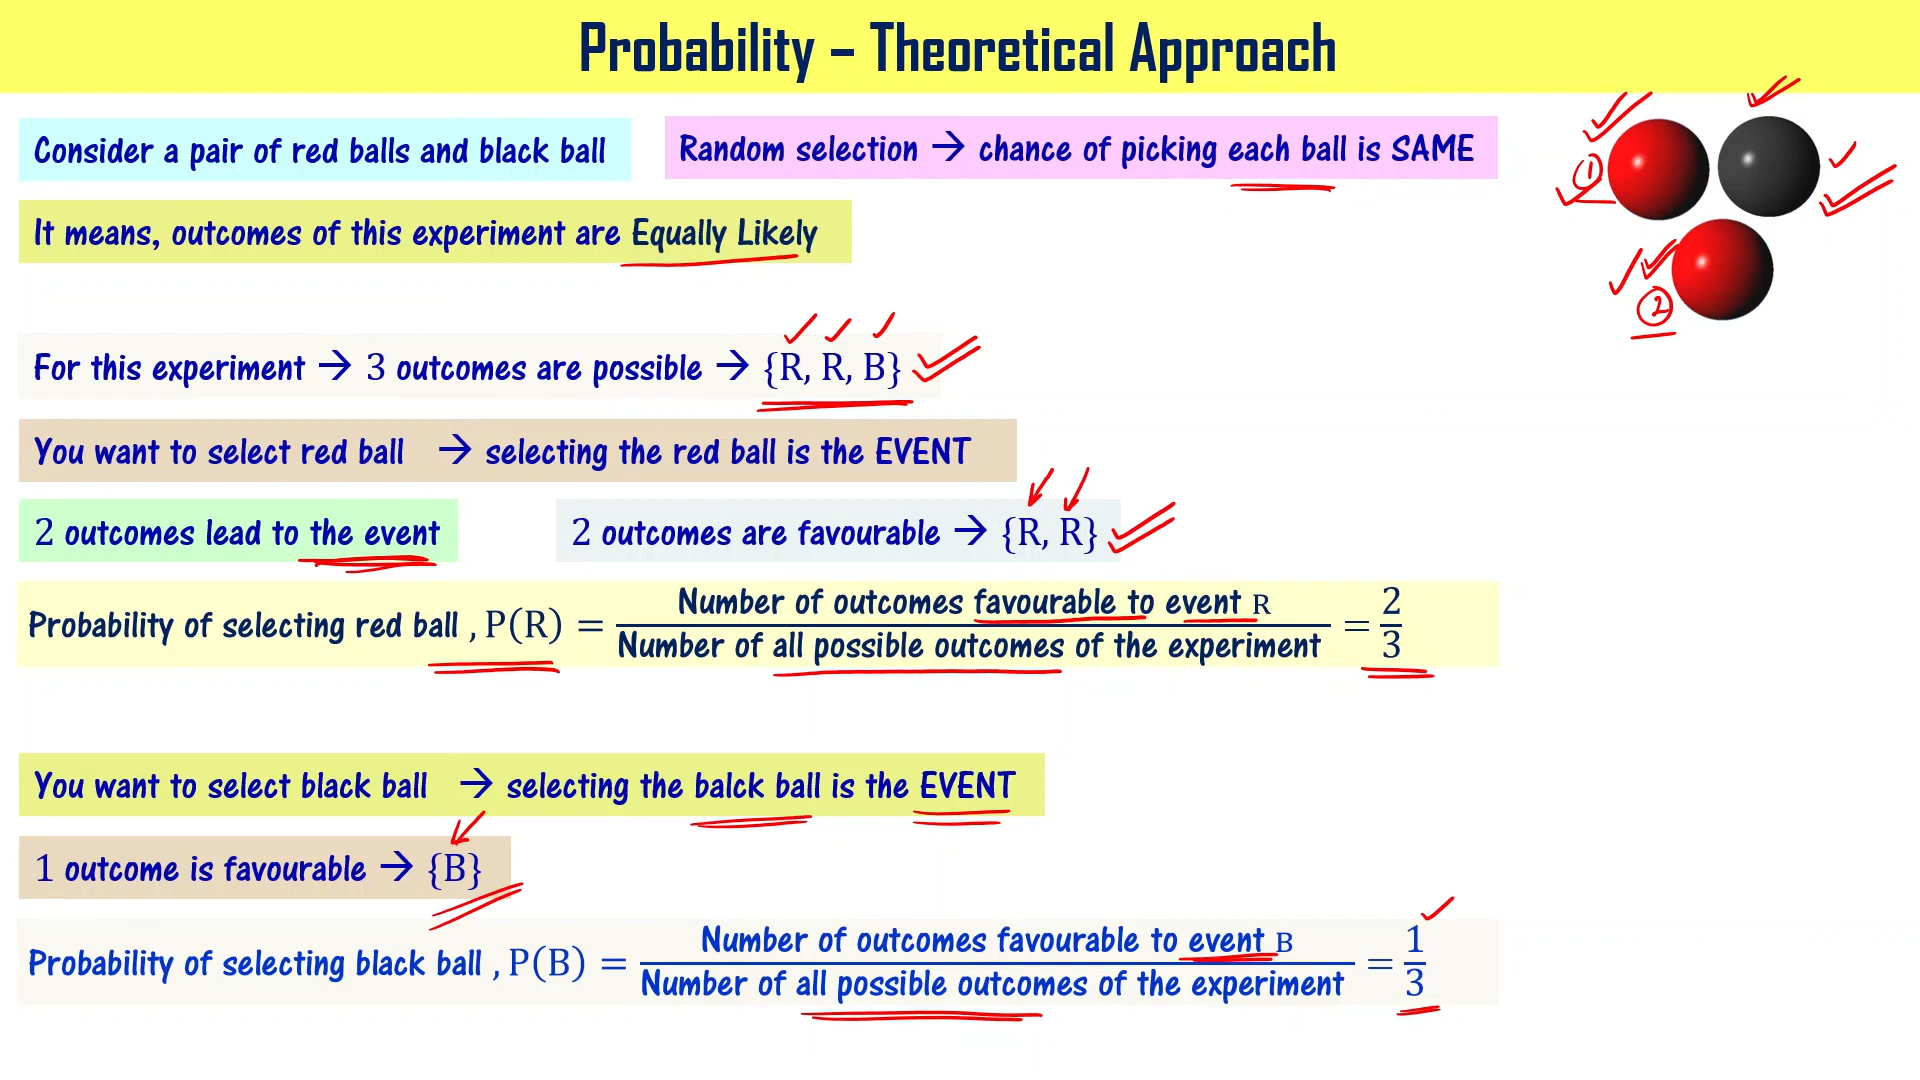 Probability – Theoretical Approach
Consider a pair of red balls and black ball
Random selection → chance of picking each ball is SAME
1
It means, outcomes of this experiment are Equally Likely
2
For this experiment → 3 outcomes are possible → {R, R, B}
You want to select red ball → selecting the red ball is the EVENT
2 outcomes lead to the event
2 outcomes are favourable → {R, R}
Probability of selecting red ball , P(R) = Number of outcomes favourable to event R / Number of all possible outcomes of the experiment = 2/3
You want to select black ball → selecting the balck ball is the EVENT
1 outcome is favourable → {B}
Probability of selecting black ball , P(B) = Number of outcomes favourable to event B / Number of all possible outcomes of the experiment = 1/3